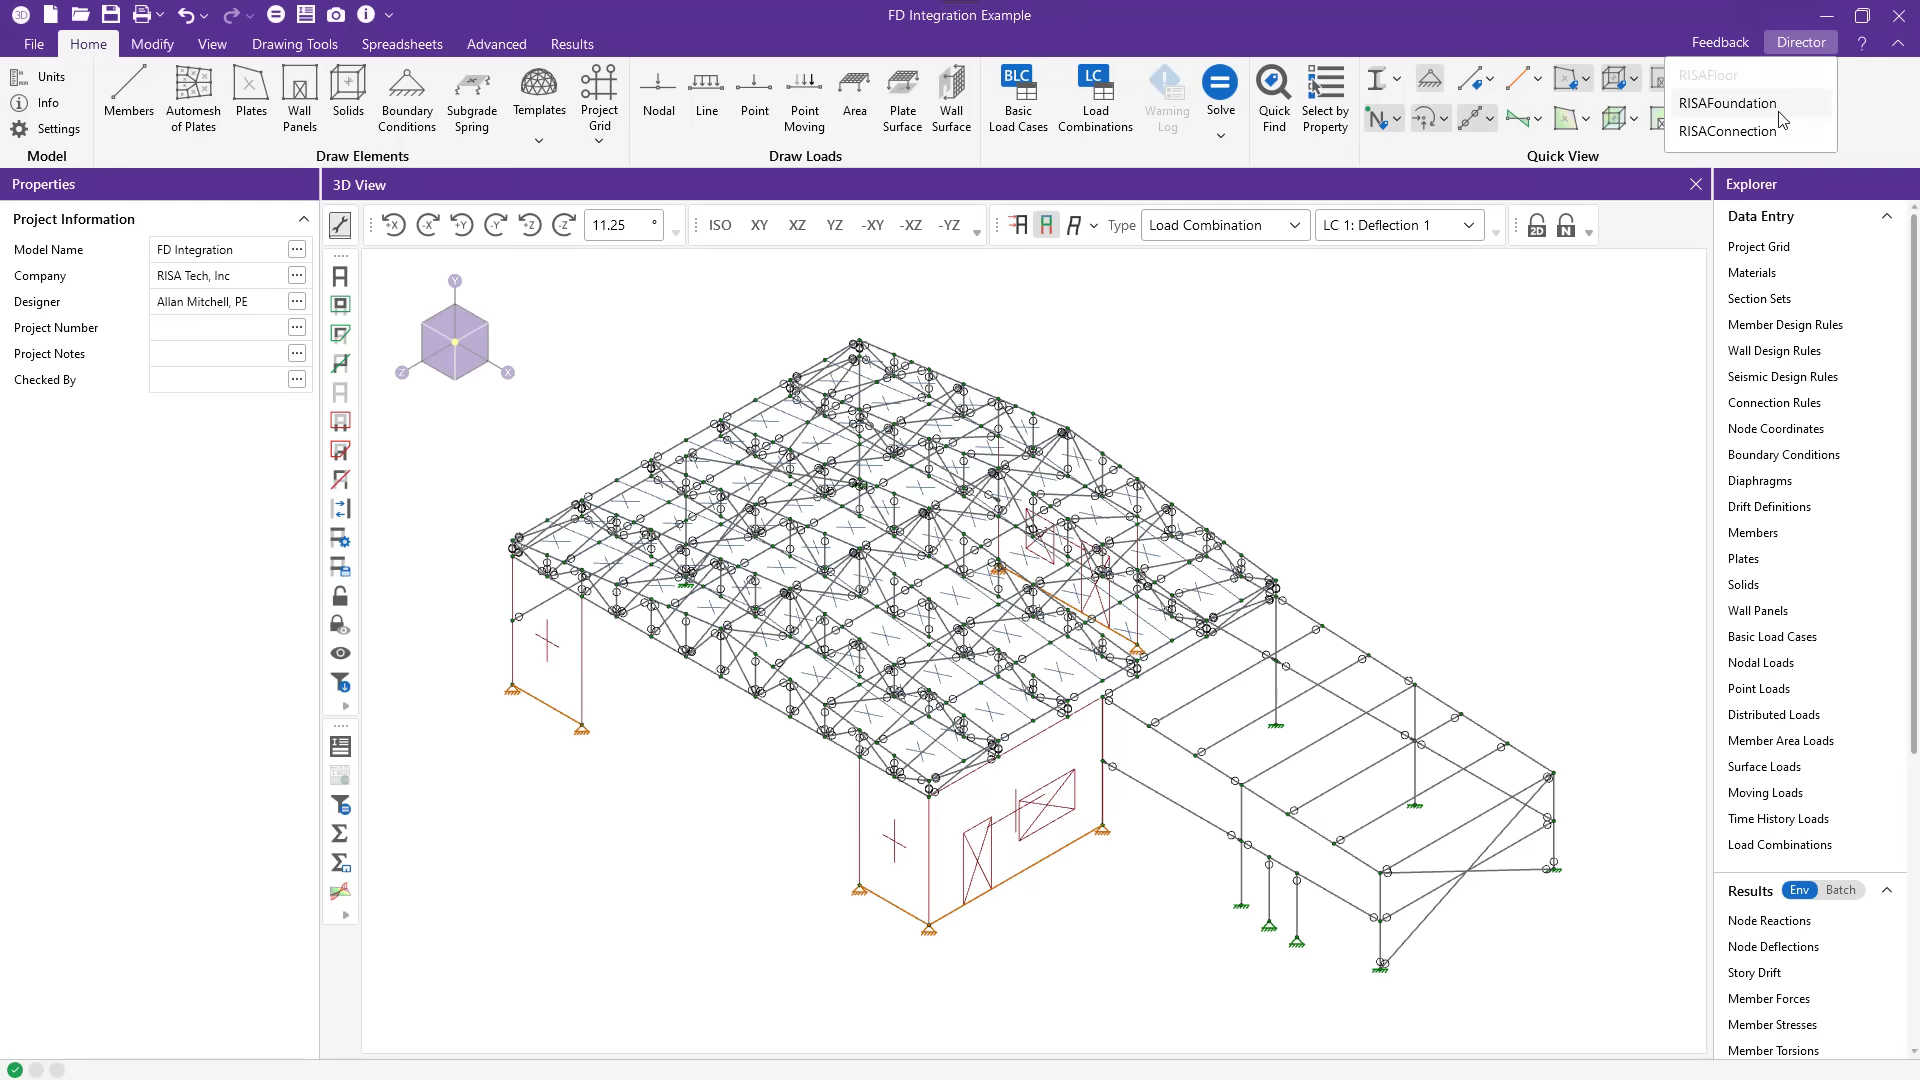 3D
FD Integration Example
File
Home
Modify
View
Drawing Tools
Spreadsheets
Advanced
Results
Feedback
Director
?
Units
Info
Settings
Model
Members
Automesh
of Plates
Plates
Wall
Panels
Solids
Boundary
Conditions
Subgrade
Spring
Templates
Project
Grid
Draw Elements
Nodal
Line
Point
Point
Moving
Area
Plate
Surface
Wall
Surface
Draw Loads
BLC
Basic
Load Cases
LC
Load
Combinations
Warning
Log
Solve
Quick
Find
Select by
Property
N
Quick View
RISAFloor
RISAFoundation
RISAConnection
Properties
Project Information
Model Name
FD Integration
Company
RISA Tech, Inc
Designer
Allan Mitchell, PE
Project Number
Project Notes
Checked By
3D View
+X
-X
+Y
-Y
+Z
-Z
11.25 °
ISO
XY
XZ
YZ
-XY
-XZ
-YZ
Type
Load Combination
LC 1: Deflection 1
2D
N
Y
Z
X
Explorer
Data Entry
Project Grid
Materials
Section Sets
Member Design Rules
Wall Design Rules
Seismic Design Rules
Connection Rules
Node Coordinates
Boundary Conditions
Diaphragms
Drift Definitions
Members
Plates
Solids
Wall Panels
Basic Load Cases
Nodal Loads
Point Loads
Distributed Loads
Member Area Loads
Surface Loads
Moving Loads
Time History Loads
Load Combinations
Results
Env
Batch
Node Reactions
Node Deflections
Story Drift
Member Forces
Member Stresses
Member Torsions